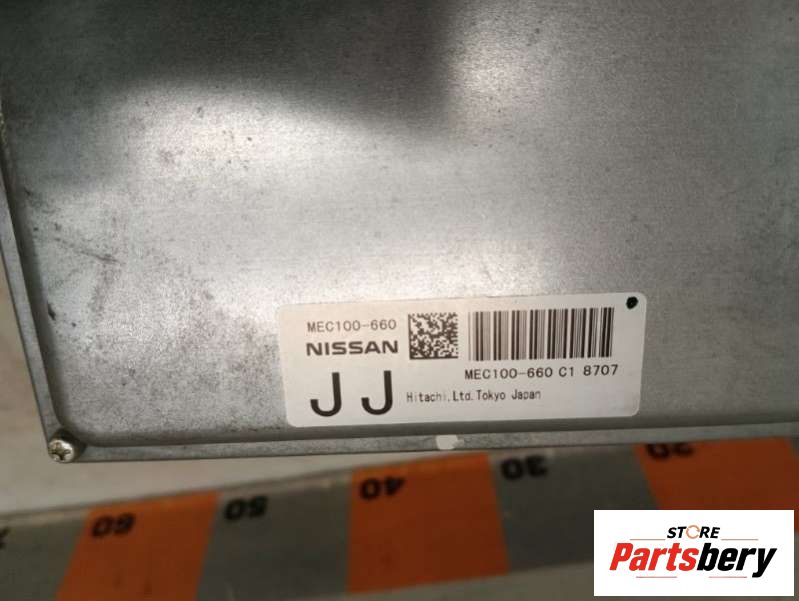 MEC100-660
NISSAN
MEC100-660 C1 8707
JJ
Hitachi,Ltd.Tokyo Japan
60
50
40
30
20
STORE
Partsbery